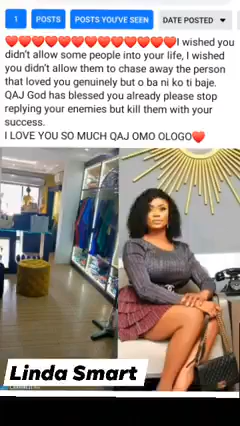 1
POSTS
POSTS YOU'VE SEEN
DATE POSTED
❤️❤️❤️❤️❤️❤️❤️❤️❤️❤️❤️❤️❤️I wished you
didn't allow some people into your life, I wished
you didn't allow them to chase away the person
that loved you genuinely but o ba ni ko ti baje.
QAJ God has blessed you already please stop
replying your enemies but kill them with your
success.
I LOVE YOU SO MUCH QAJ OMO OLOGO❤️
Linda Smart